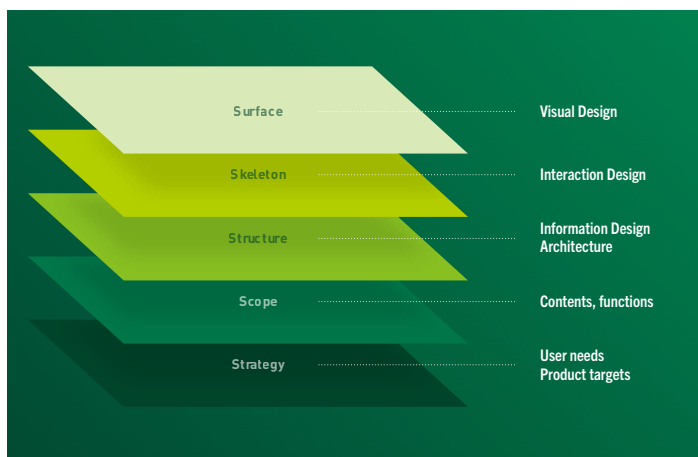 Surface
Visual Design
Skeleton
Interaction Design
Structure
Information Design
Architecture
Scope
Contents, functions
Strategy
User needs
Product targets